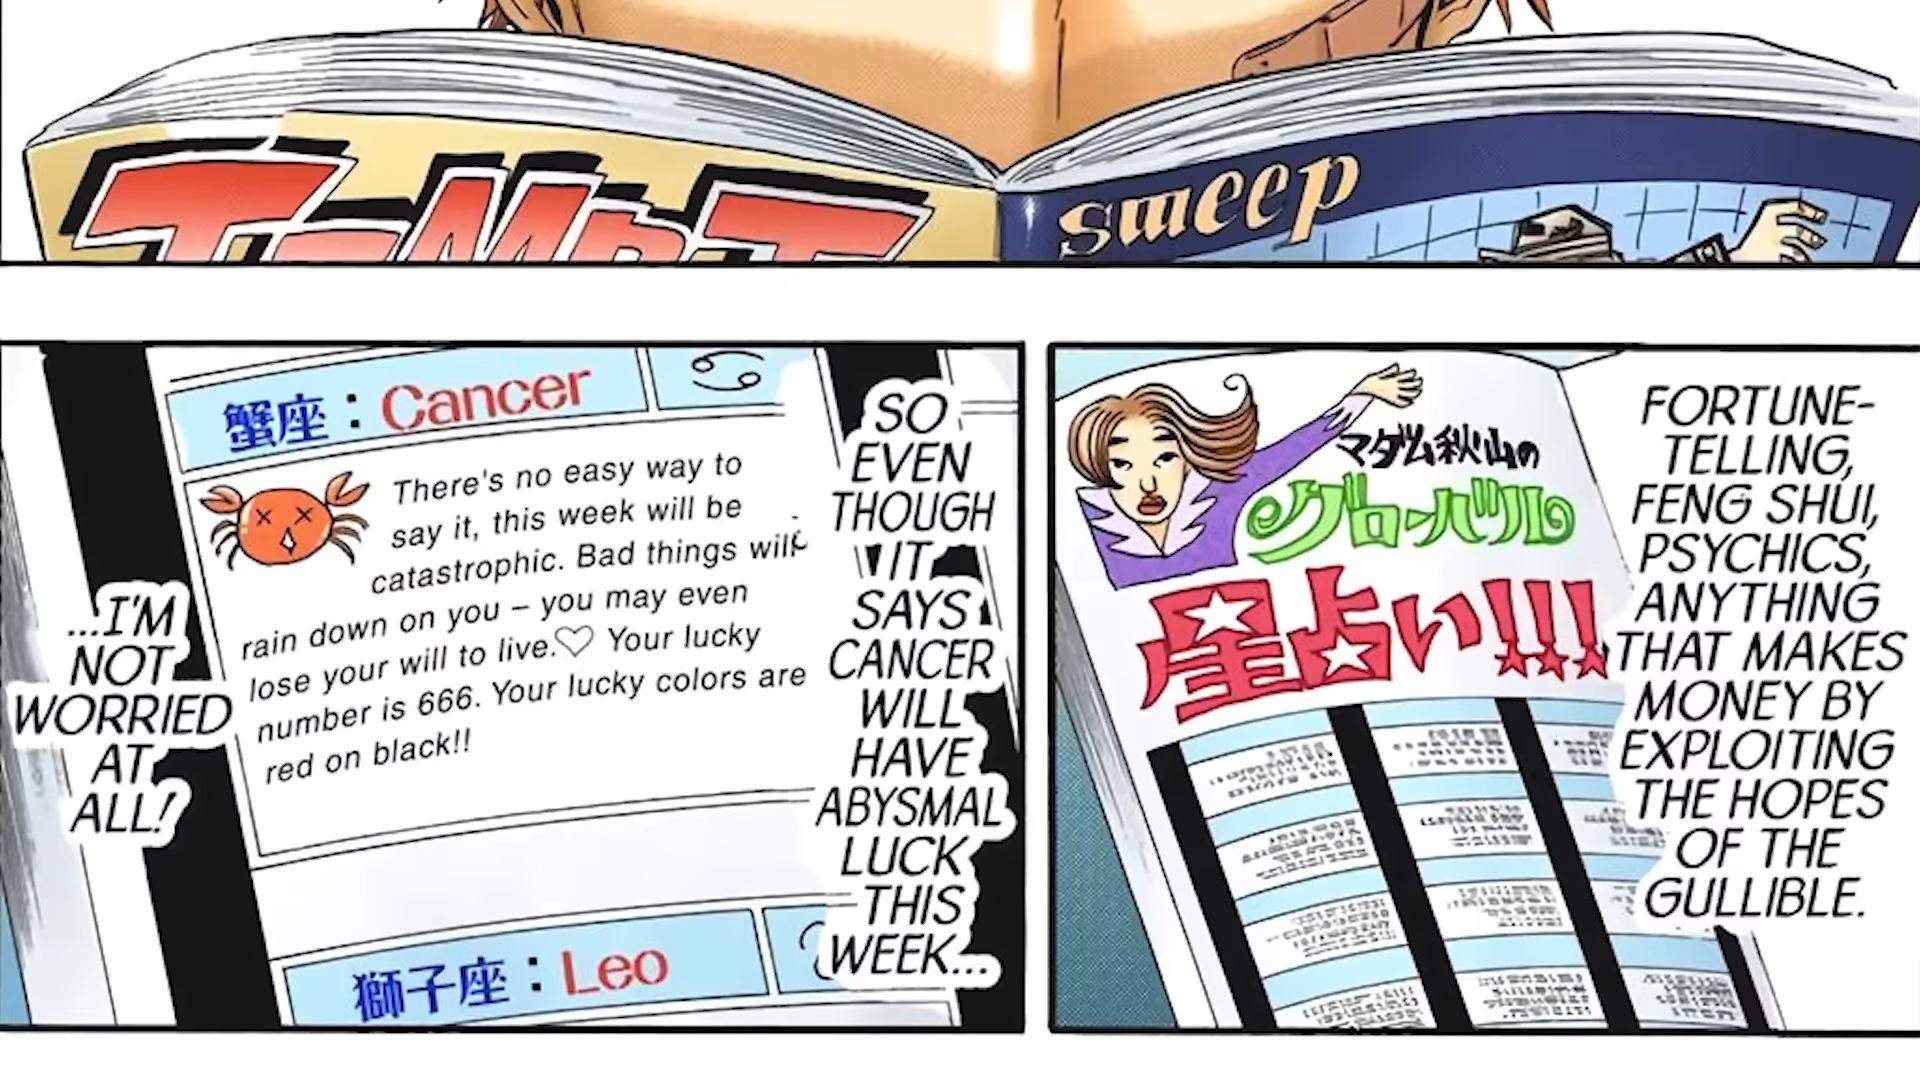 sweep
FORTUNE-
TELLING,
FENG SHUI,
PSYCHICS,
ANYTHING
THAT MAKES
MONEY BY
EXPLOITING
THE HOPES
OF THE
GULLIBLE.
マダム秋山の
グローバル
星占い!!!
SO
EVEN
THOUGH
IT
SAYS
CANCER
WILL
HAVE
ABYSMAL
LUCK
THIS
WEEK...
蟹座：Cancer ♋
There's no easy way to
say it, this week will be
catastrophic. Bad things will
rain down on you – you may even
lose your will to live.♡ Your lucky
number is 666. Your lucky colors are
red on black!!
獅子座：Leo
...I'M
NOT
WORRIED
AT
ALL!